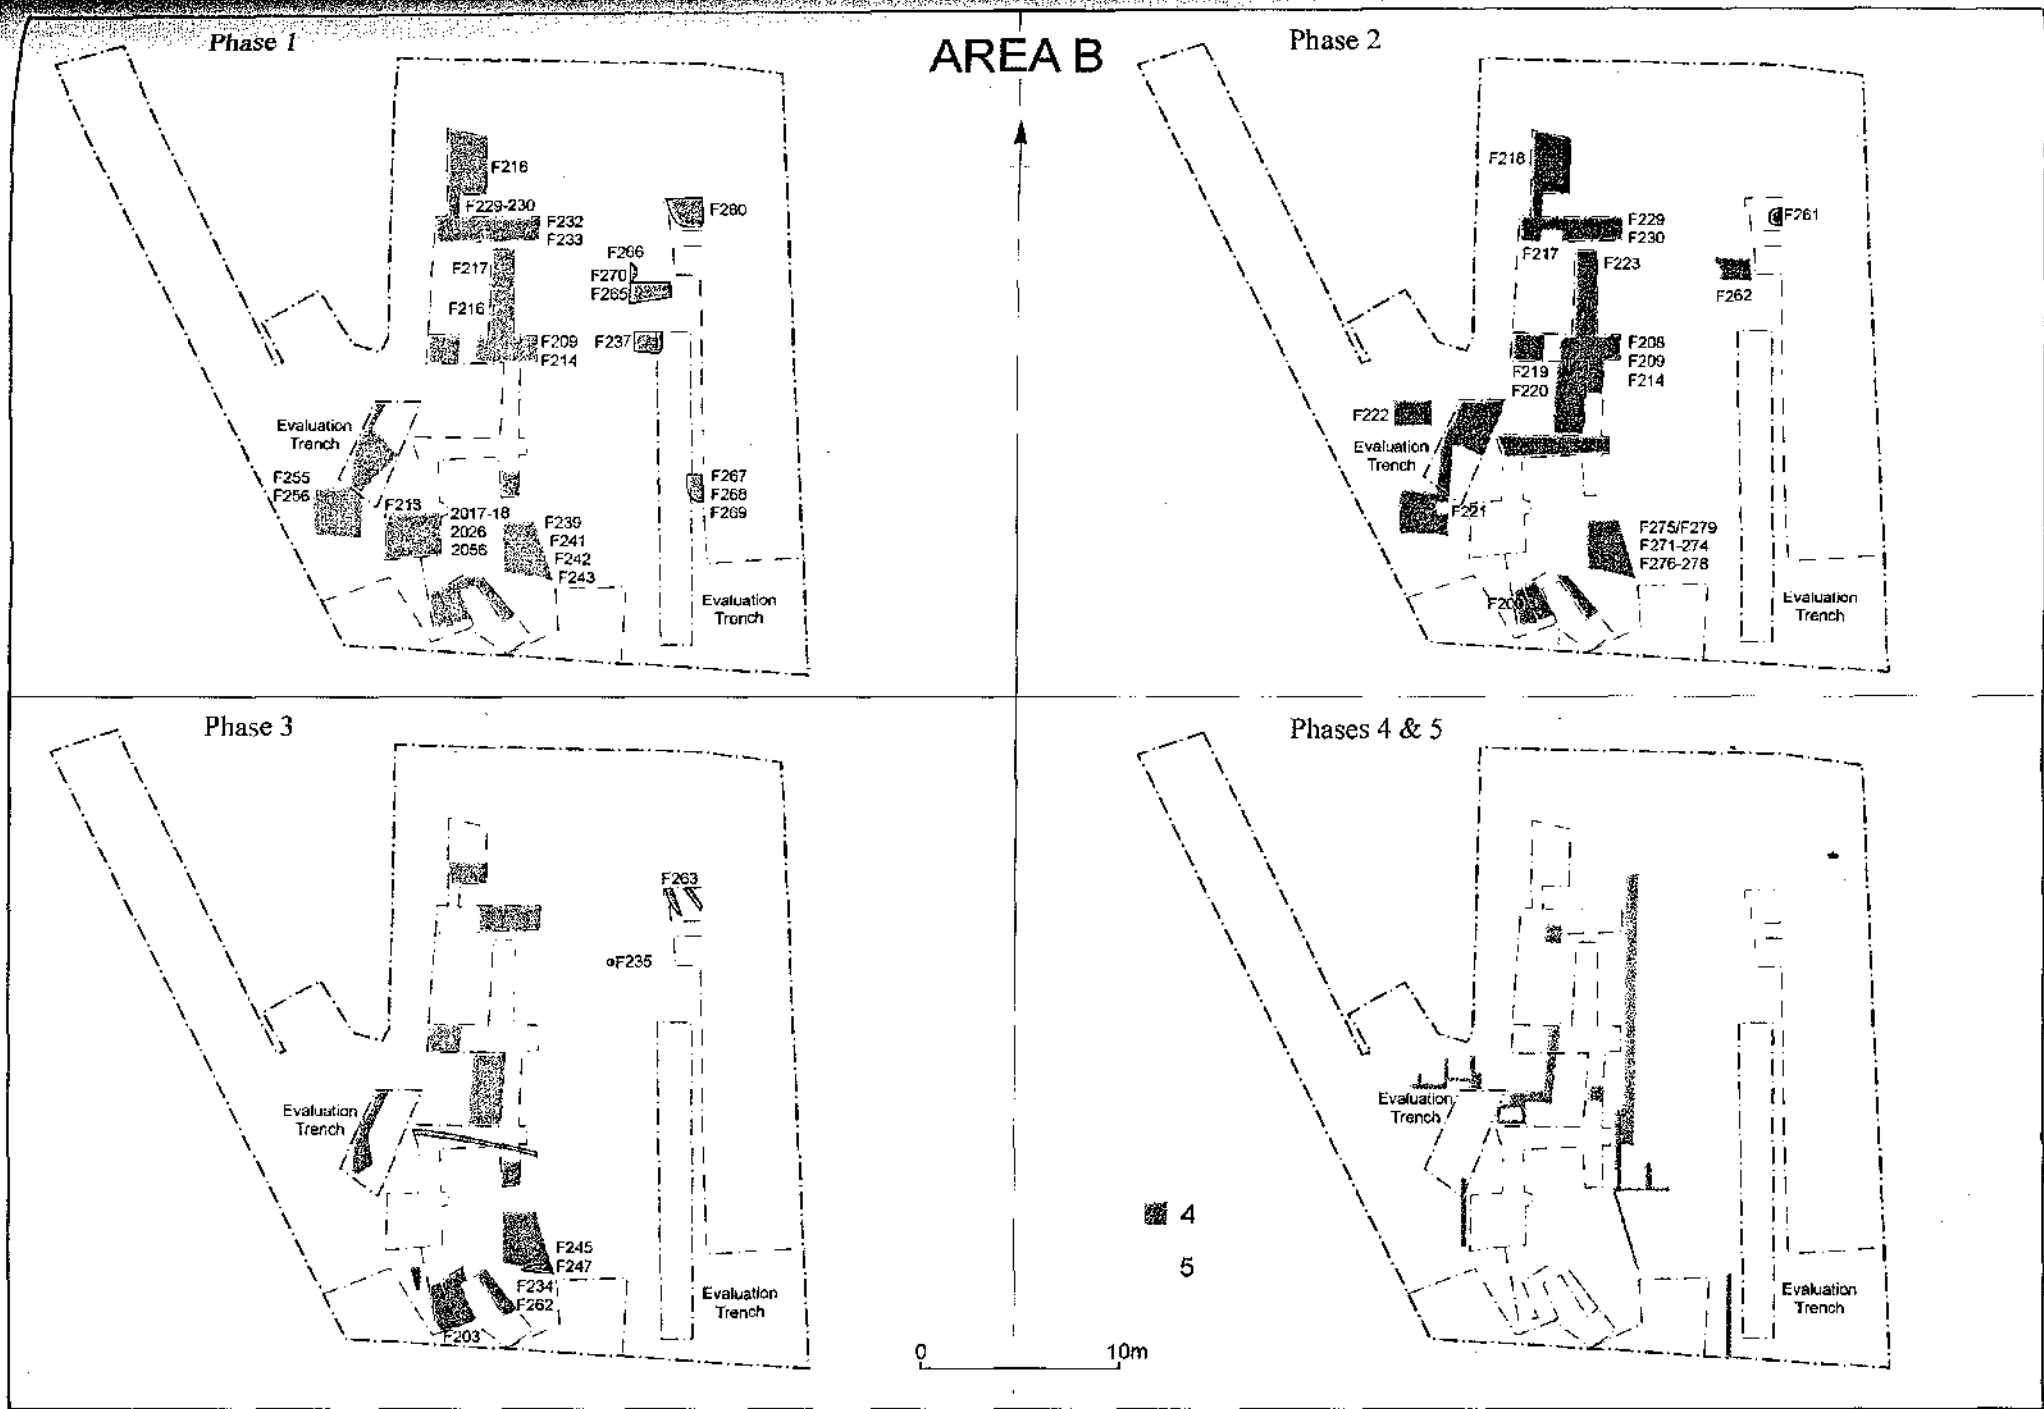 Phase 1
AREA B
Phase 2
F216
F229-230
F232
F233
F217
F216
F209
F214
F280
F266
F270
F265
F237
Evaluation
Trench
F255
F256
F213
2017-18
2026
2056
F239
F241
F242
F243
F267
F268
F269
Evaluation
Trench
F218
F229
F230
F217
F223
F261
F262
F208
F209
F214
F219
F220
F222
Evaluation
Trench
F221
F275/F279
F271-274
F276-278
F200
Evaluation
Trench
Phase 3
Phases 4 & 5
F263
F235
Evaluation
Trench
F245
F247
F234
F262
F203
Evaluation
Trench
Evaluation
Trench
4
5
Evaluation
Trench
0 10m